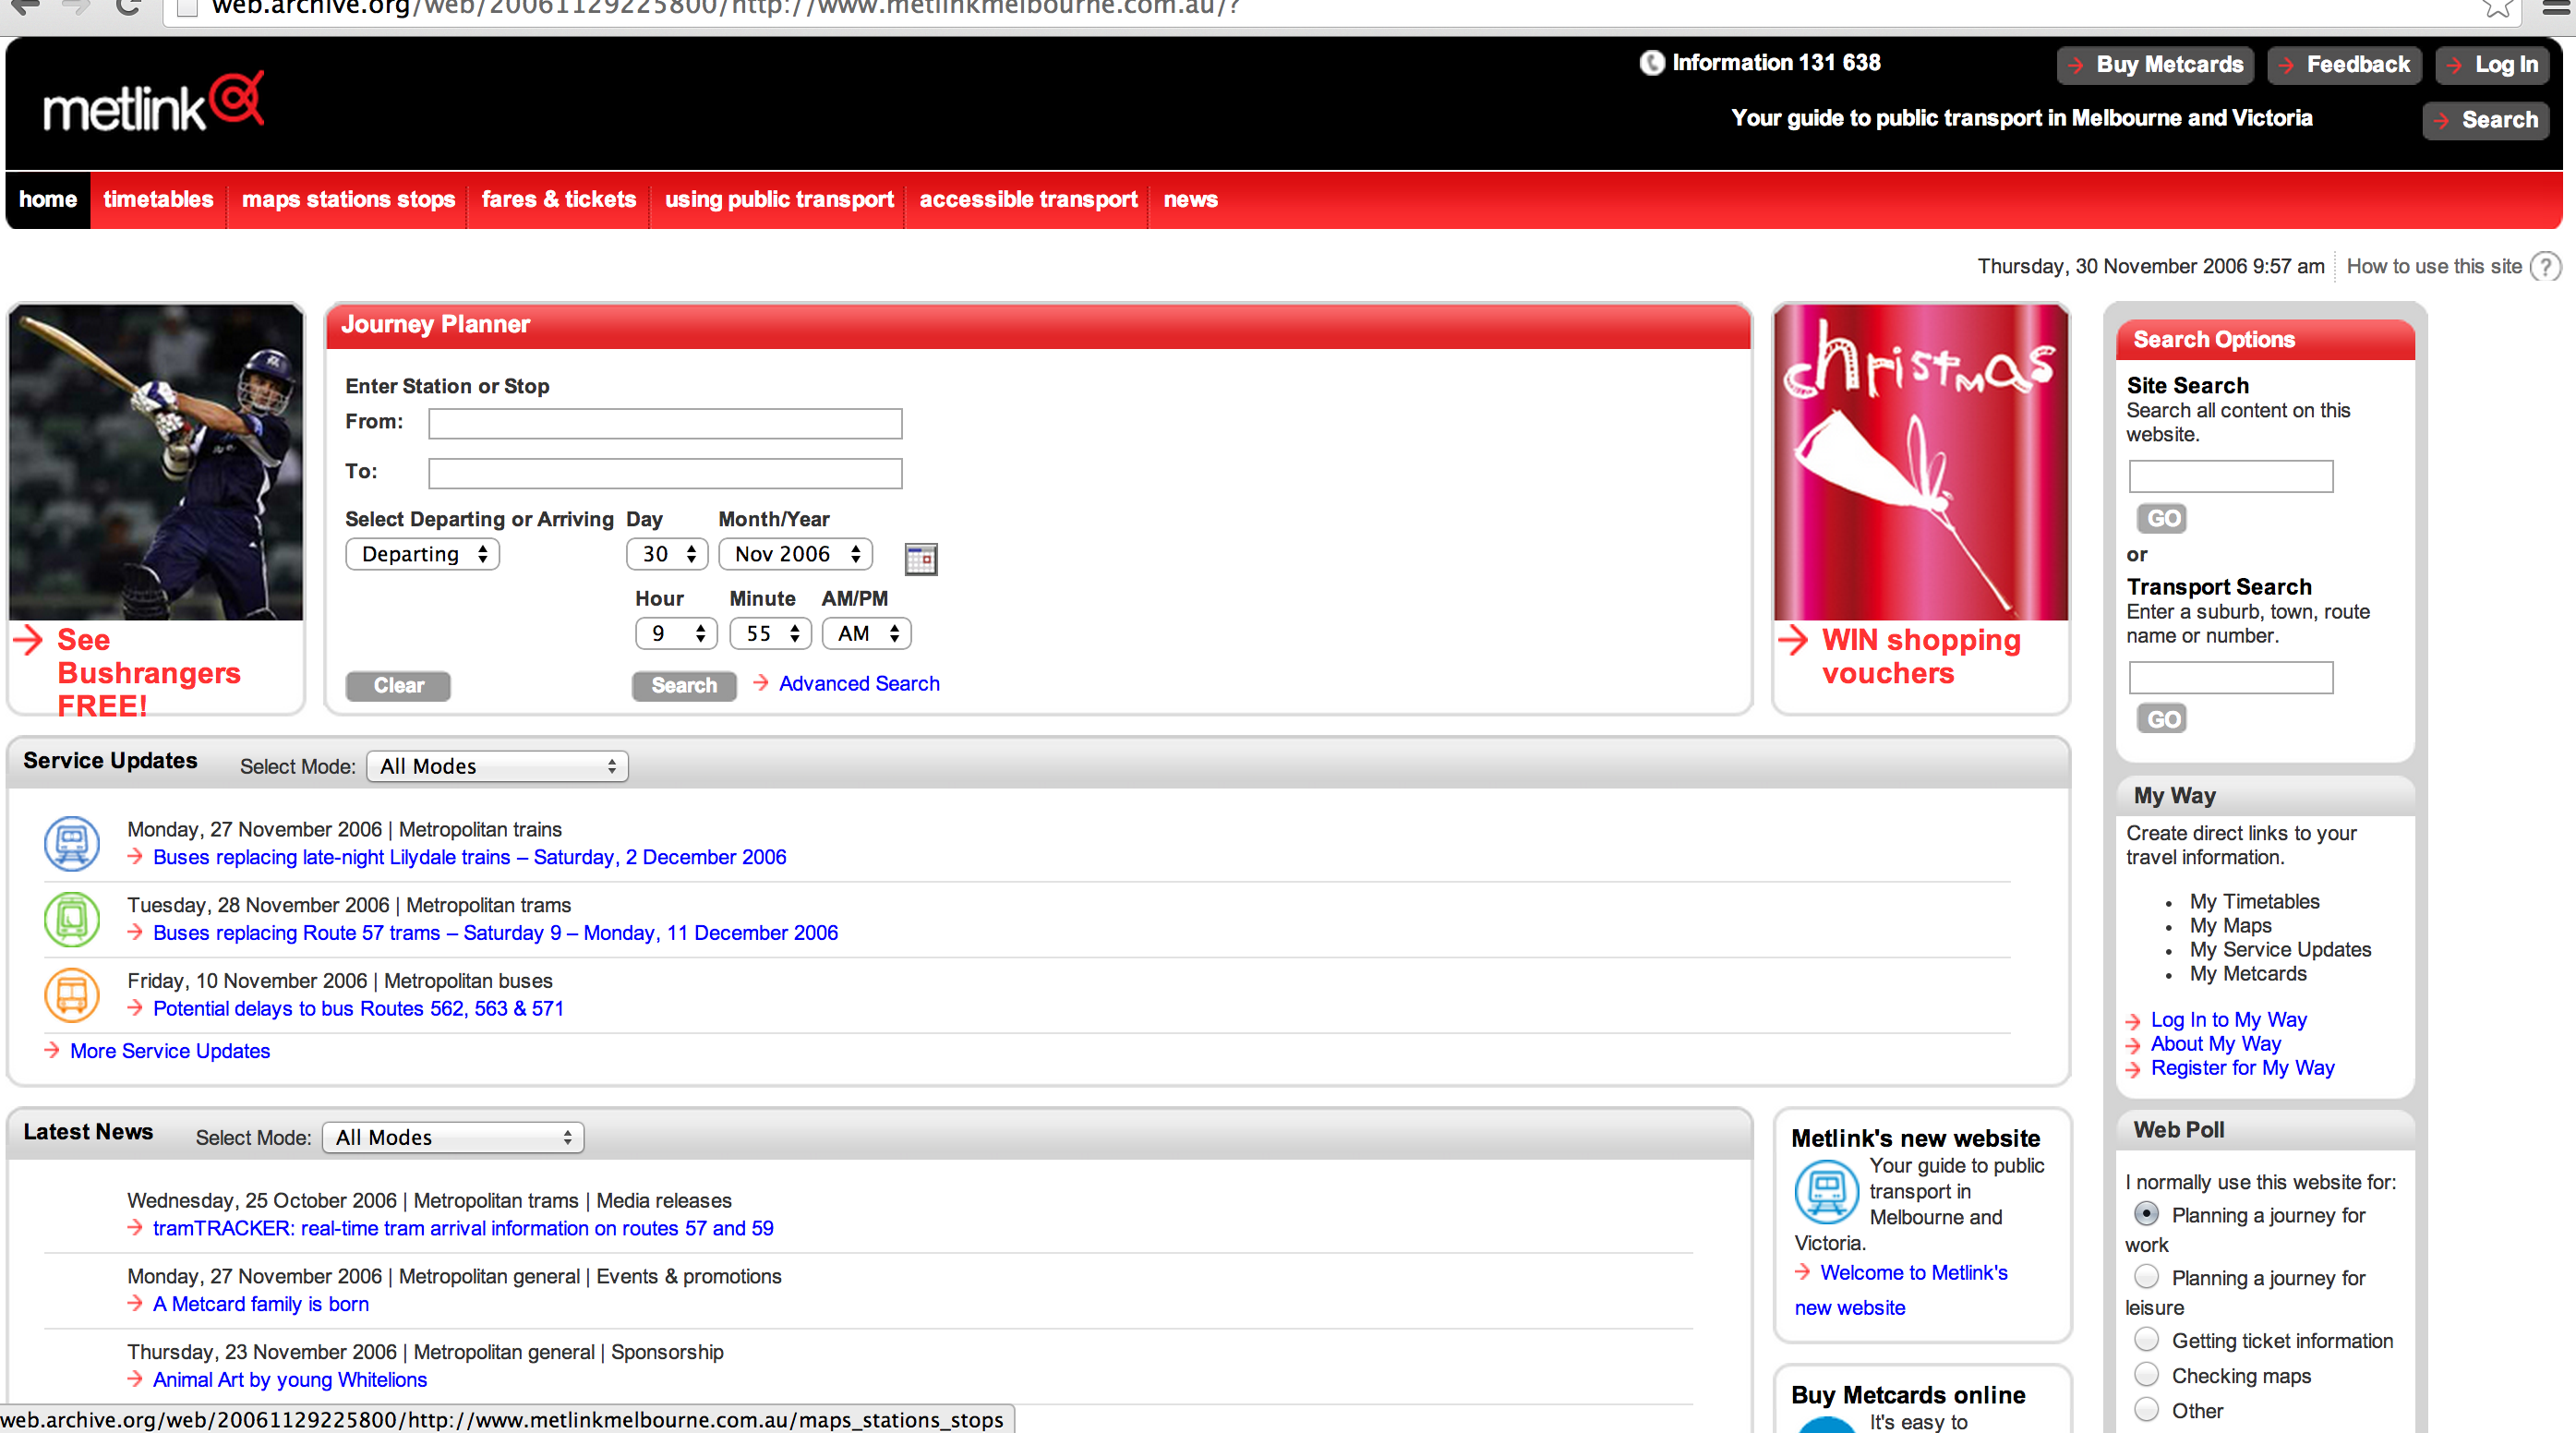 web.archive.org/web/20061129225800/http://www.metlinkmelbourne.com.au/?
metlink
Information 131 638
Buy Metcards
Feedback
Log In
Your guide to public transport in Melbourne and Victoria
Search
home timetables maps stations stops fares & tickets using public transport accessible transport news
Thursday, 30 November 2006 9:57 am
How to use this site ?
See
Bushrangers
FREE!
Journey Planner
Enter Station or Stop
From:
To:
Select Departing or Arriving Day Month/Year
Departing 30 Nov 2006
Hour Minute AM/PM
9 55 AM
Clear Search Advanced Search
christmas
WIN shopping
vouchers
Search Options
Site Search
Search all content on this
website.
GO
or
Transport Search
Enter a suburb, town, route
name or number.
GO
Service Updates Select Mode: All Modes
Monday, 27 November 2006 | Metropolitan trains
Buses replacing late-night Lilydale trains – Saturday, 2 December 2006
Tuesday, 28 November 2006 | Metropolitan trams
Buses replacing Route 57 trams – Saturday 9 – Monday, 11 December 2006
Friday, 10 November 2006 | Metropolitan buses
Potential delays to bus Routes 562, 563 & 571
More Service Updates
My Way
Create direct links to your
travel information.
• My Timetables
• My Maps
• My Service Updates
• My Metcards
Log In to My Way
About My Way
Register for My Way
Latest News Select Mode: All Modes
Wednesday, 25 October 2006 | Metropolitan trams | Media releases
tramTRACKER: real-time tram arrival information on routes 57 and 59
Monday, 27 November 2006 | Metropolitan general | Events & promotions
A Metcard family is born
Thursday, 23 November 2006 | Metropolitan general | Sponsorship
Animal Art by young Whitelions
Metlink's new website
Your guide to public
transport in
Melbourne and
Victoria.
Welcome to Metlink's
new website
Buy Metcards online
It's easy to
Web Poll
I normally use this website for:
Planning a journey for
work
Planning a journey for
leisure
Getting ticket information
Checking maps
Other
web.archive.org/web/20061129225800/http://www.metlinkmelbourne.com.au/maps_stations_stops